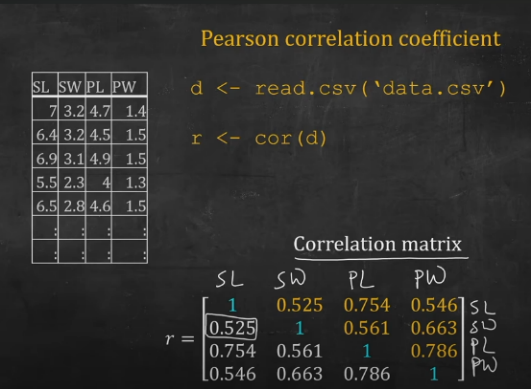 Pearson correlation coefficient
SL SW PL PW
7 3.2 4.7 1.4
6.4 3.2 4.5 1.5
6.9 3.1 4.9 1.5
5.5 2.3 4 1.3
6.5 2.8 4.6 1.5
: : : :
: : : :
d <- read.csv(‘data.csv’)
r <- cor(d)
Correlation matrix
SL SW PL PW
1 0.525 0.754 0.546 SL
0.525 1 0.561 0.663 SW
r =
0.754 0.561 1 0.786 PL
0.546 0.663 0.786 1 PW